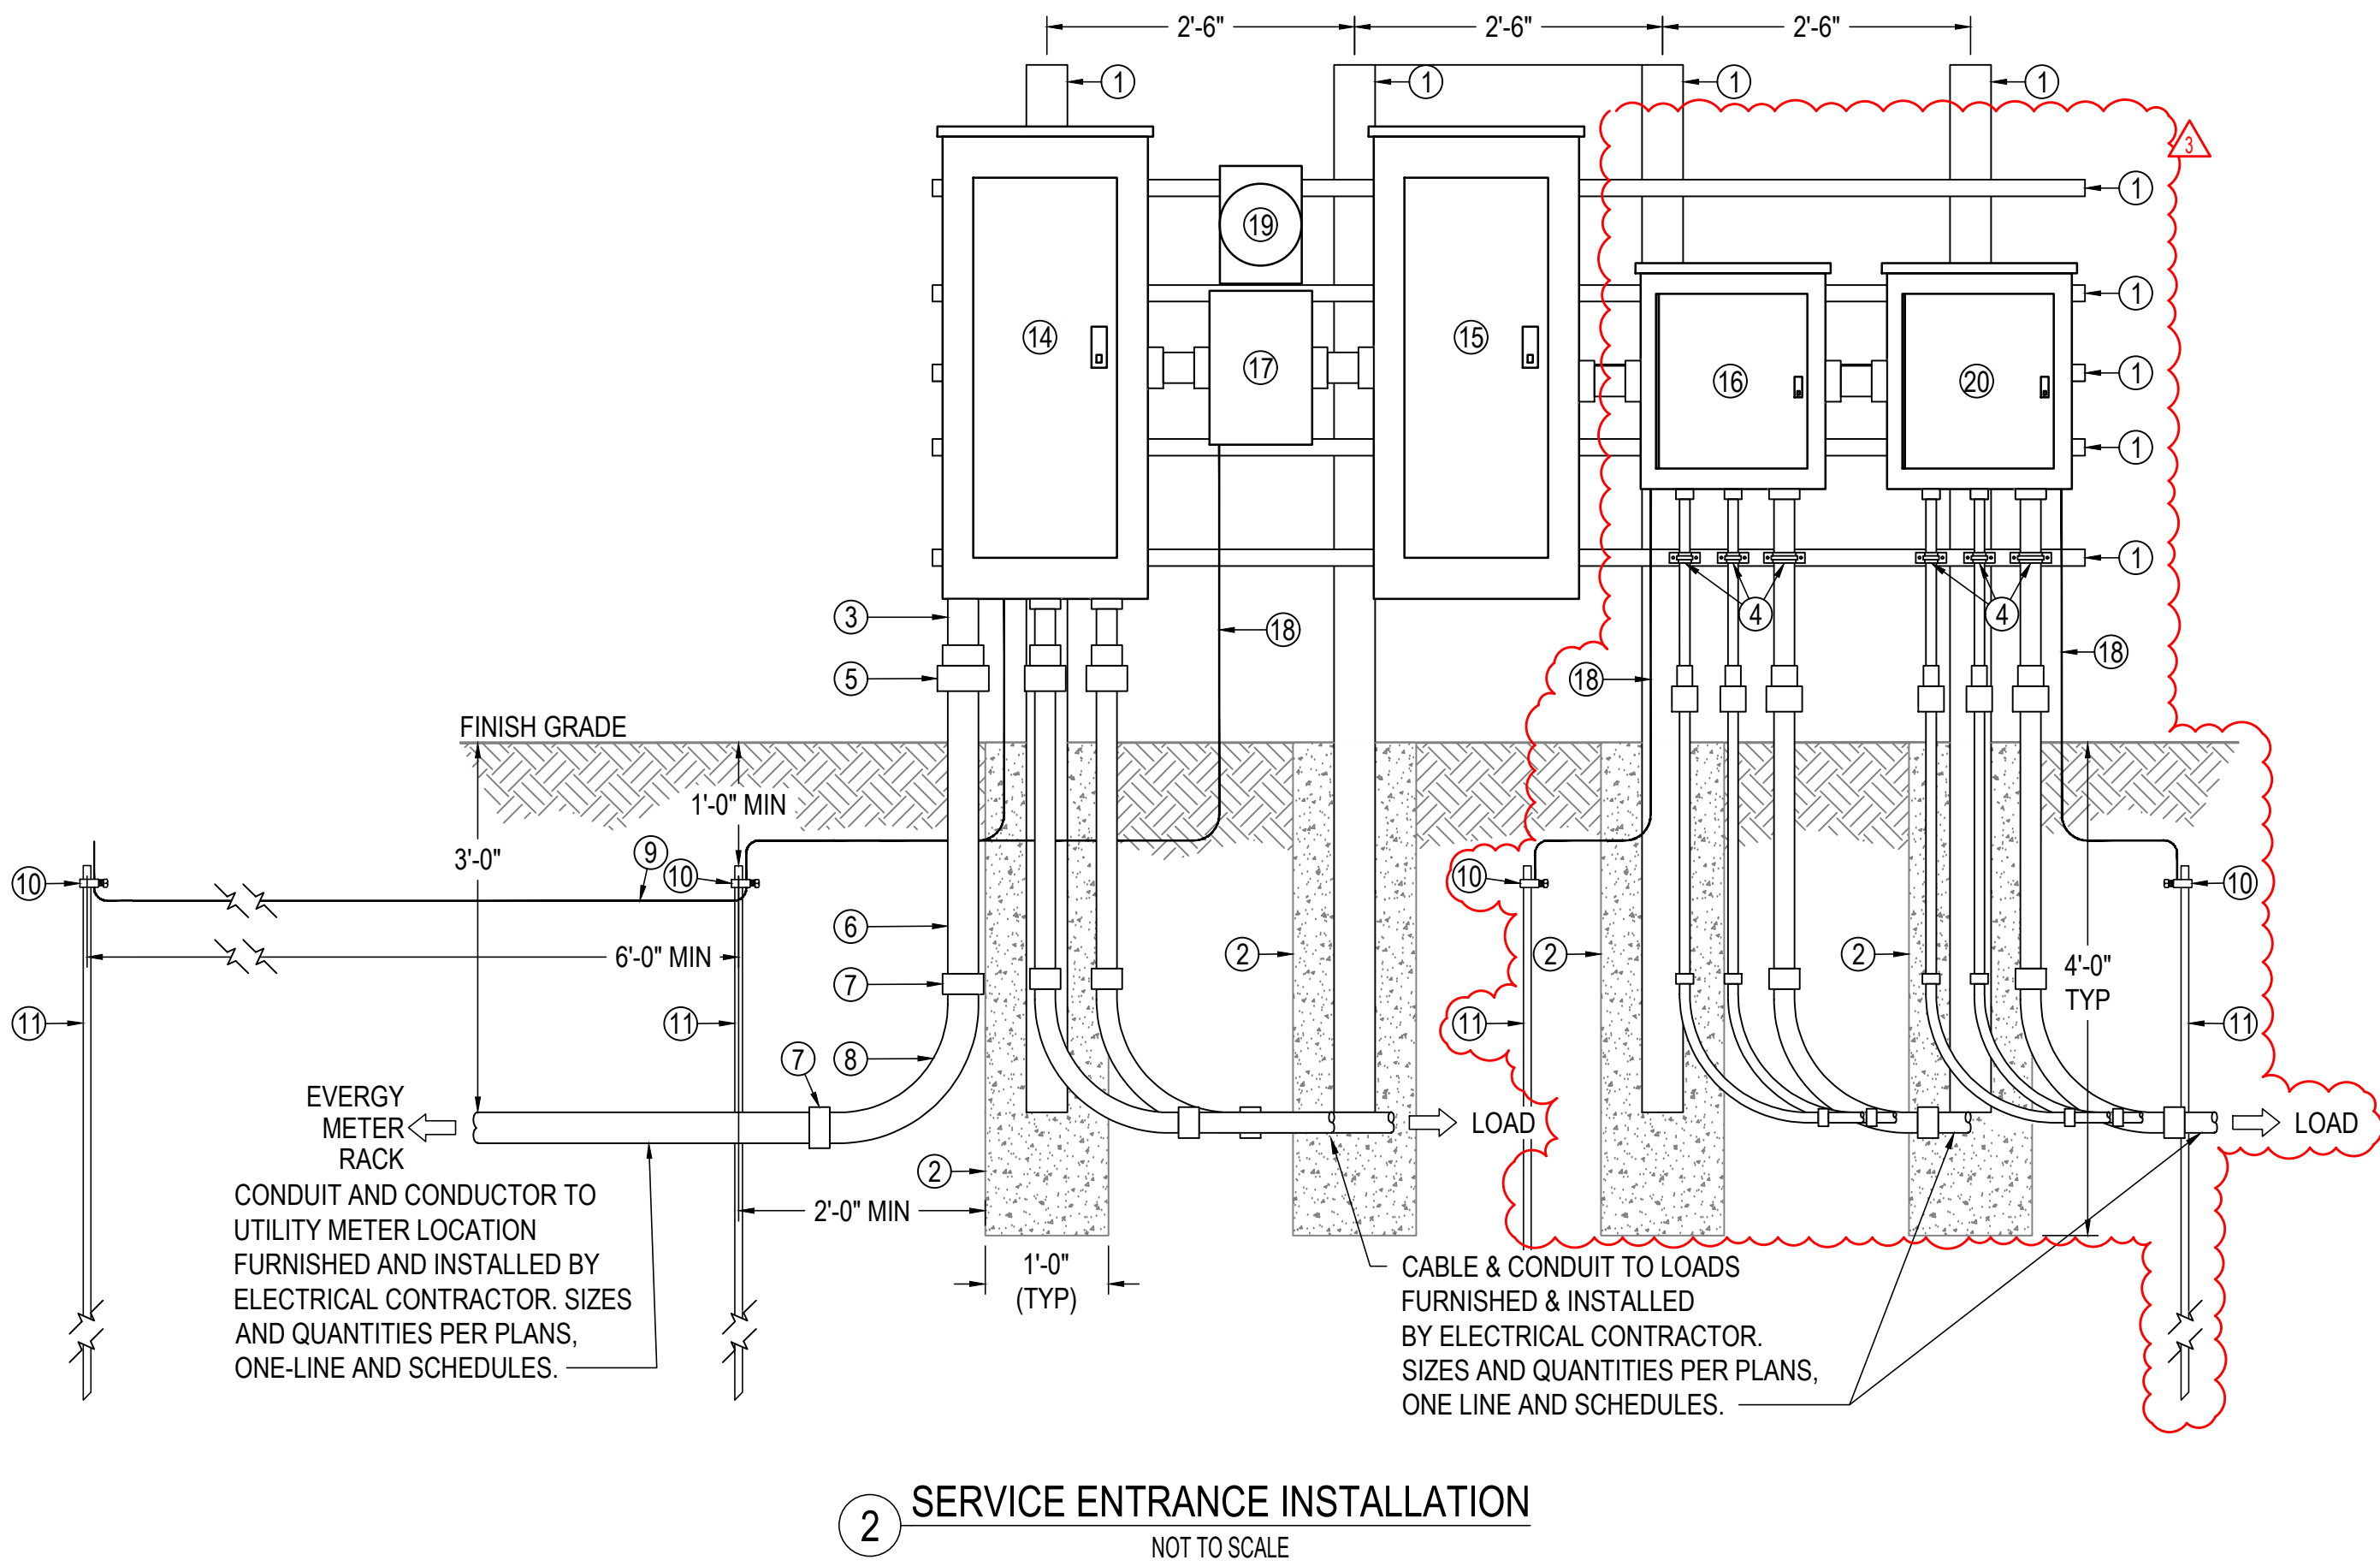 2'-6" 2'-6" 2'-6"
1 1 1 1
3
1
19
1
14 15
17 16 20 1
1
1
4 4
3 18
18
5 18
FINISH GRADE
1'-0" MIN
3'-0" 9
10 10 10 10
6 2 2 2
6'-0" MIN
4'-0"
TYP
7
11 11 11 11
7 8
EVERGY
METER
RACK
LOAD LOAD
2
CONDUIT AND CONDUCTOR TO
UTILITY METER LOCATION
FURNISHED AND INSTALLED BY
ELECTRICAL CONTRACTOR. SIZES
AND QUANTITIES PER PLANS,
ONE-LINE AND SCHEDULES.
2'-0" MIN
1'-0"
(TYP)
CABLE & CONDUIT TO LOADS
FURNISHED & INSTALLED
BY ELECTRICAL CONTRACTOR.
SIZES AND QUANTITIES PER PLANS,
ONE LINE AND SCHEDULES.
2 SERVICE ENTRANCE INSTALLATION
NOT TO SCALE